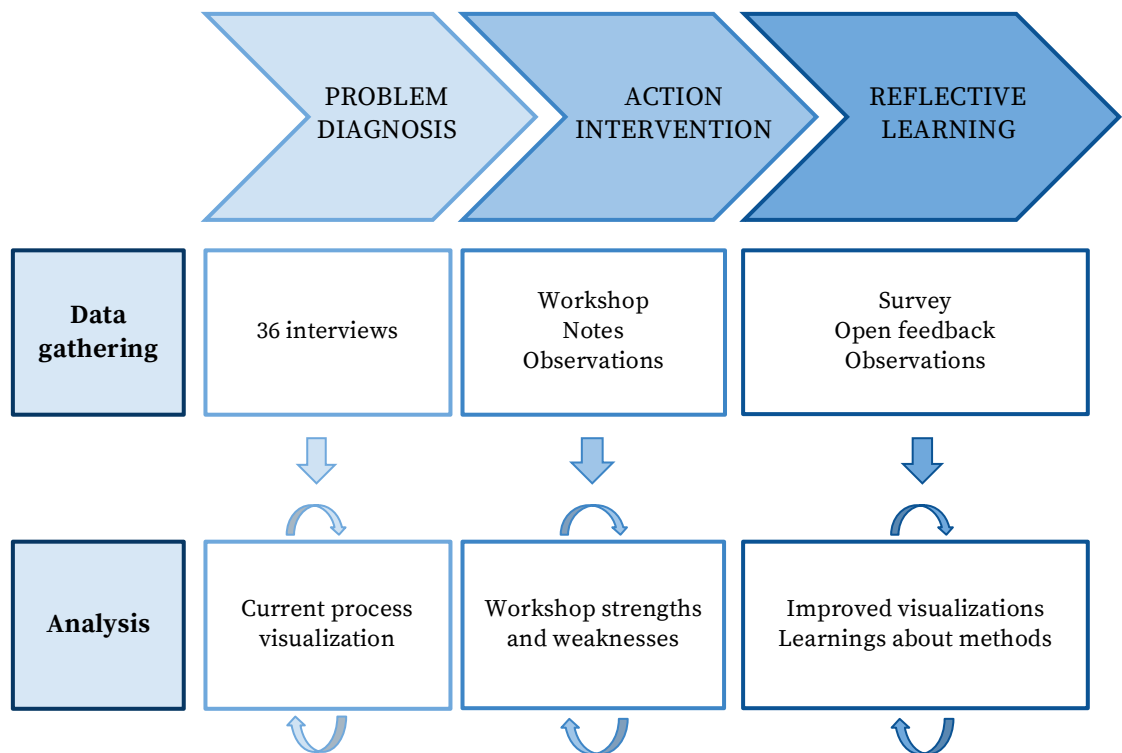 PROBLEM
DIAGNOSIS
ACTION
INTERVENTION
REFLECTIVE
LEARNING
Data
gathering
36 interviews
Workshop
Notes
Observations
Survey
Open feedback
Observations
Analysis
Current process
visualization
Workshop strengths
and weaknesses
Improved visualizations
Learnings about methods